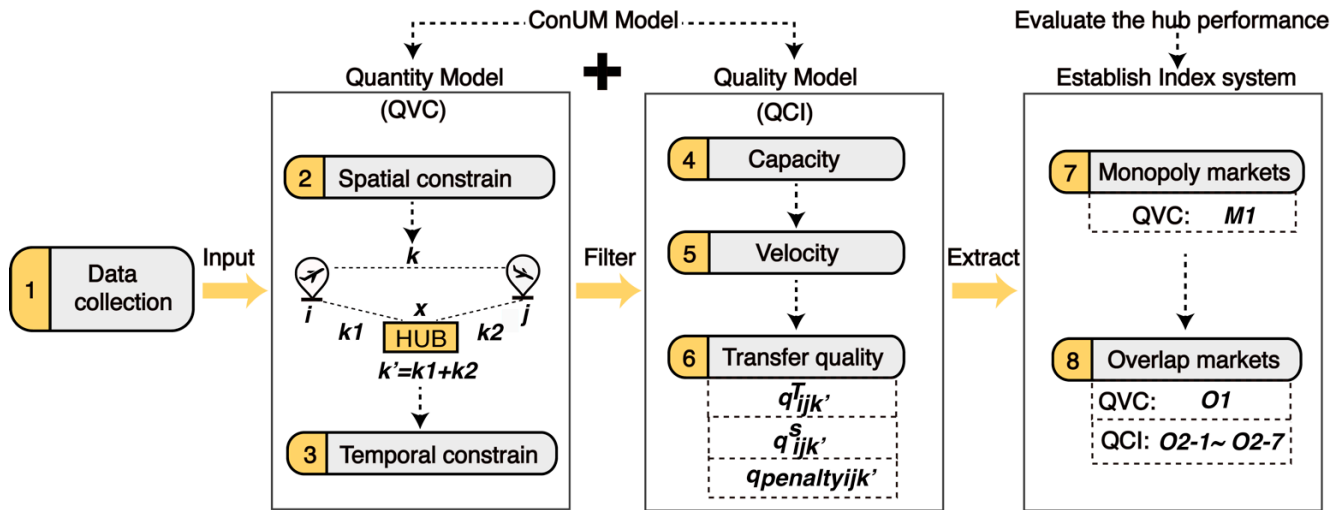 ConUM Model
Evaluate the hub performance
Quantity Model
(QVC)
+
Quality Model
(QCI)
Establish Index system
1 Data
collection
Input
2 Spatial constrain
k
i
j
x
k1
HUB
k2
k'=k1+k2
3 Temporal constrain
Filter
4 Capacity
5 Velocity
6 Transfer quality
q^T_ijk'
q^s_ijk'
qpenaltyijk'
Extract
7 Monopoly markets
QVC: M1
8 Overlap markets
QVC: O1
QCI: O2-1~ O2-7